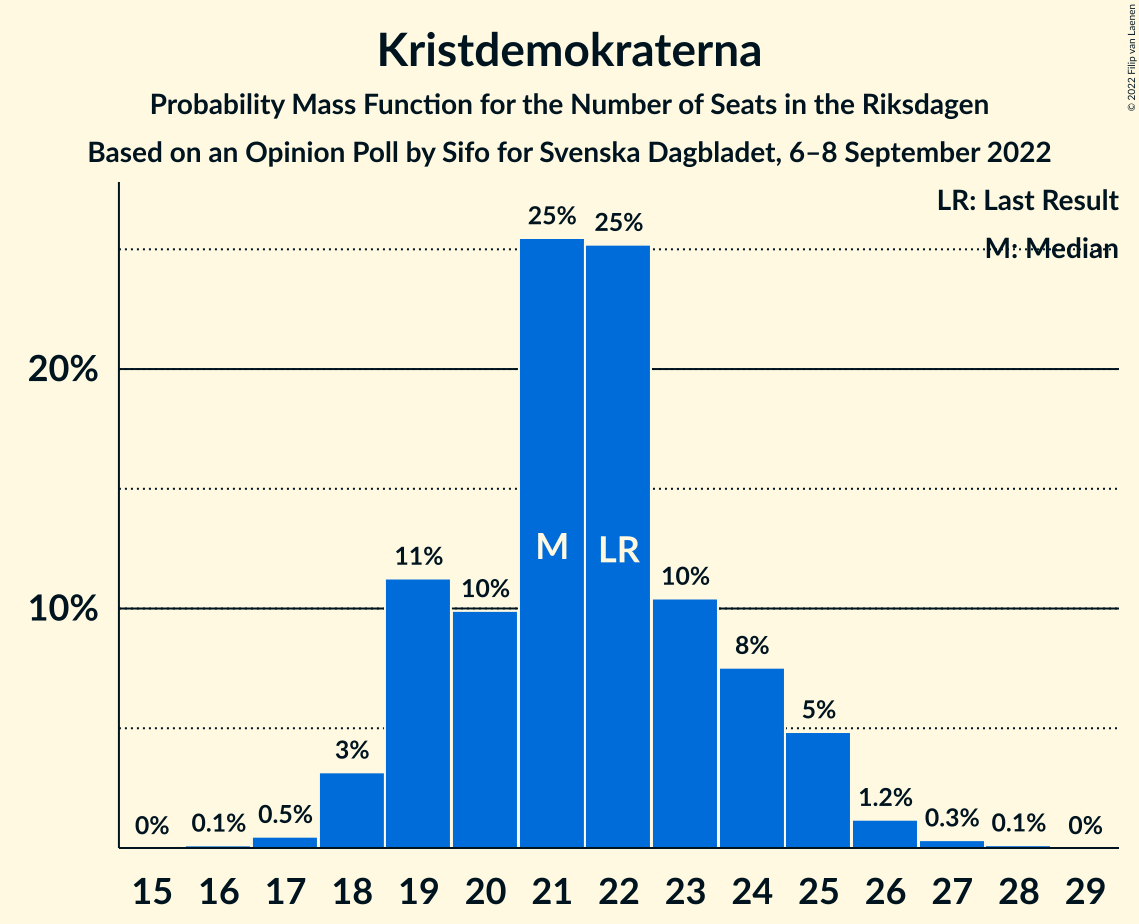 Kristdemokraterna
Probability Mass Function for the Number of Seats in the Riksdagen
Based on an Opinion Poll by Sifo for Svenska Dagbladet, 6–8 September 2022
© 2022 Filip van Laenen
LR: Last Result
M: Median
20%
10%
0% 0.1% 0.5% 3% 11% 10% 25% 25% 10% 8% 5% 1.2% 0.3% 0.1% 0%
M LR
15 16 17 18 19 20 21 22 23 24 25 26 27 28 29